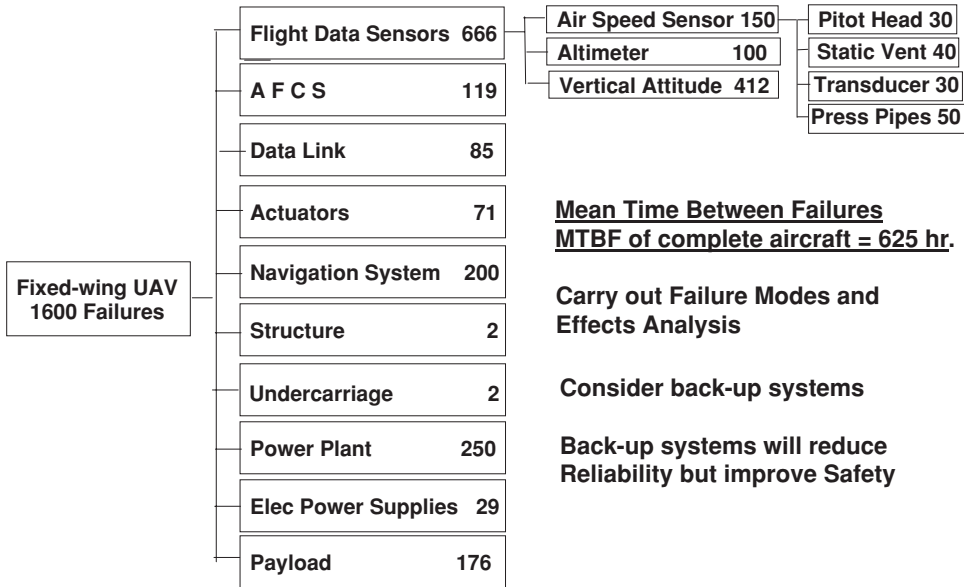 Fixed-wing UAV
1600 Failures
Flight Data Sensors 666
A F C S 119
Data Link 85
Actuators 71
Navigation System 200
Structure 2
Undercarriage 2
Power Plant 250
Elec Power Supplies 29
Payload 176
Air Speed Sensor 150
Altimeter 100
Vertical Attitude 412
Pitot Head 30
Static Vent 40
Transducer 30
Press Pipes 50
Mean Time Between Failures
MTBF of complete aircraft = 625 hr.
Carry out Failure Modes and
Effects Analysis
Consider back-up systems
Back-up systems will reduce
Reliability but improve Safety